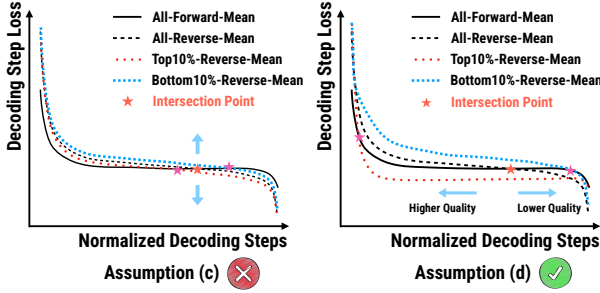 Decoding Step Loss
All-Forward-Mean
All-Reverse-Mean
Top10%-Reverse-Mean
Bottom10%-Reverse-Mean
Intersection Point
Normalized Decoding Steps
Assumption (c)
Decoding Step Loss
All-Forward-Mean
All-Reverse-Mean
Top10%-Reverse-Mean
Bottom10%-Reverse-Mean
Intersection Point
Higher Quality
Lower Quality
Normalized Decoding Steps
Assumption (d)